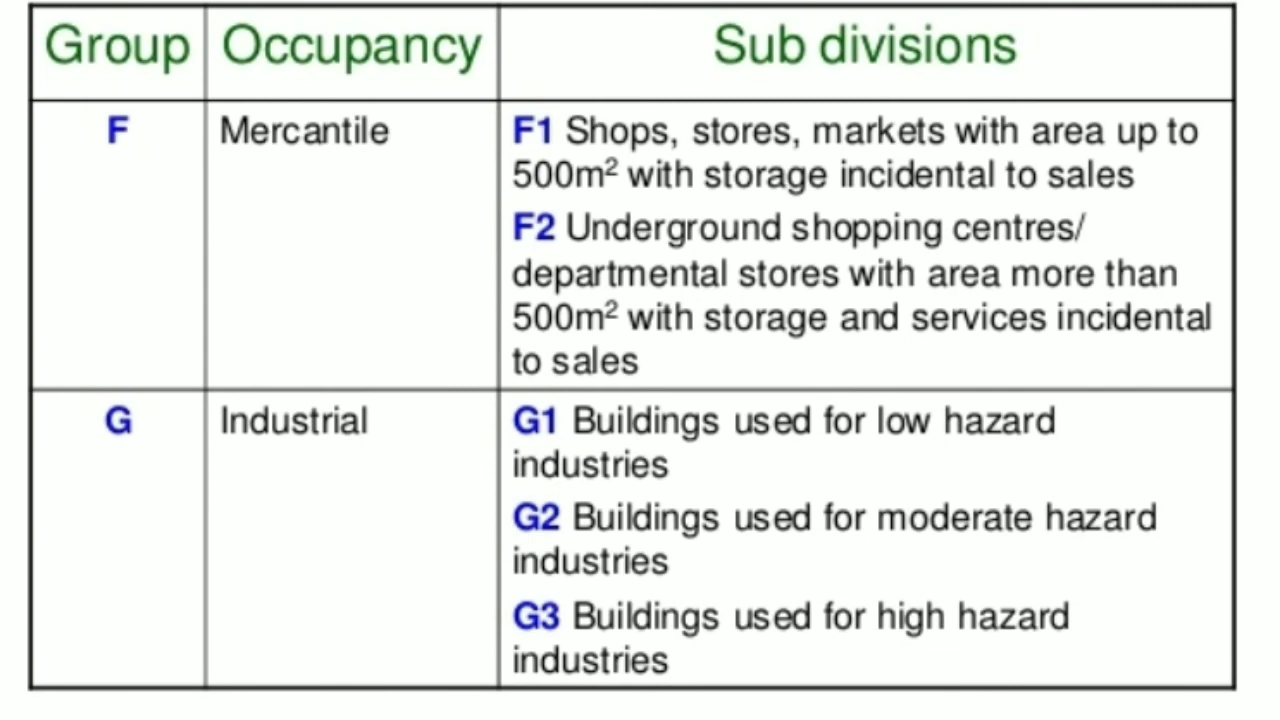 Group Occupancy Sub divisions
F Mercantile F1 Shops, stores, markets with area up to
500m² with storage incidental to sales
F2 Underground shopping centres/
departmental stores with area more than
500m² with storage and services incidental
to sales
G Industrial G1 Buildings used for low hazard
industries
G2 Buildings used for moderate hazard
industries
G3 Buildings used for high hazard
industries